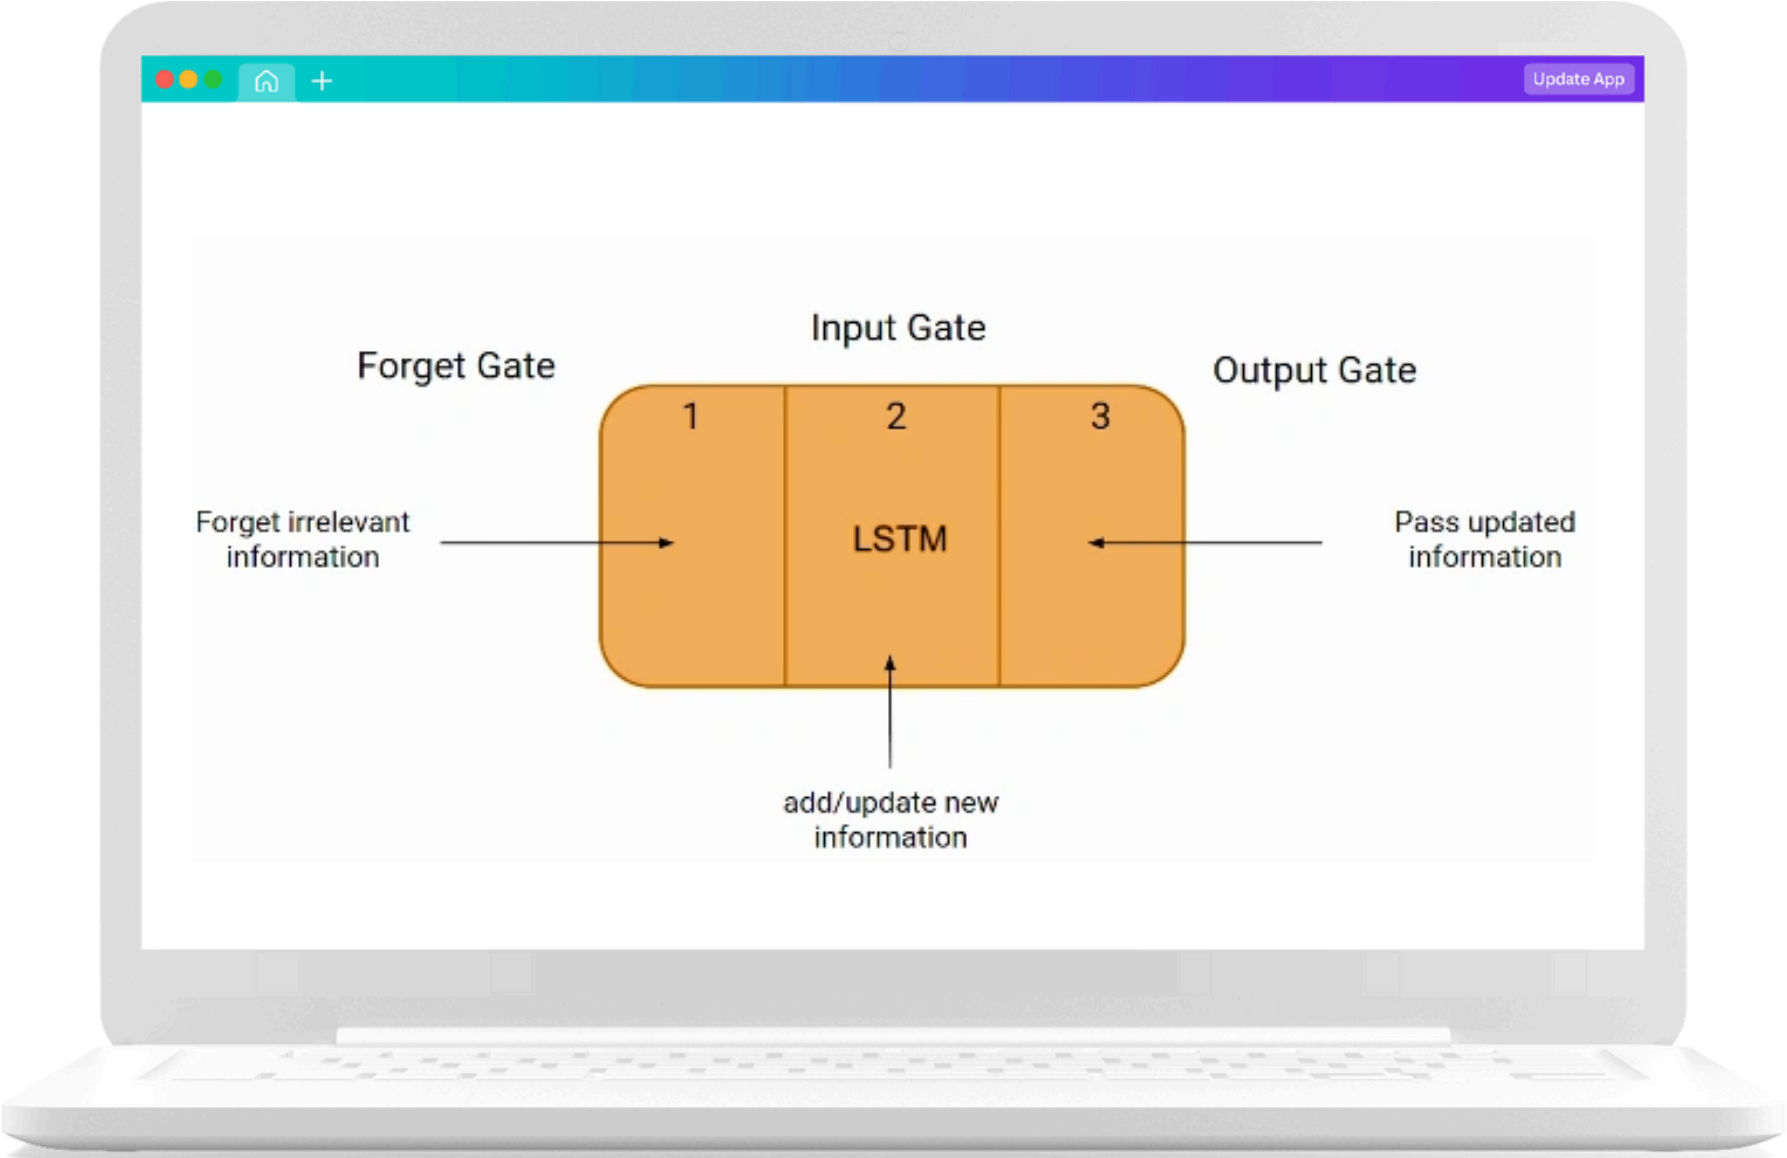 Update App
Input Gate
Forget Gate
Output Gate
1
2
3
Forget irrelevant
information
LSTM
Pass updated
information
add/update new
information